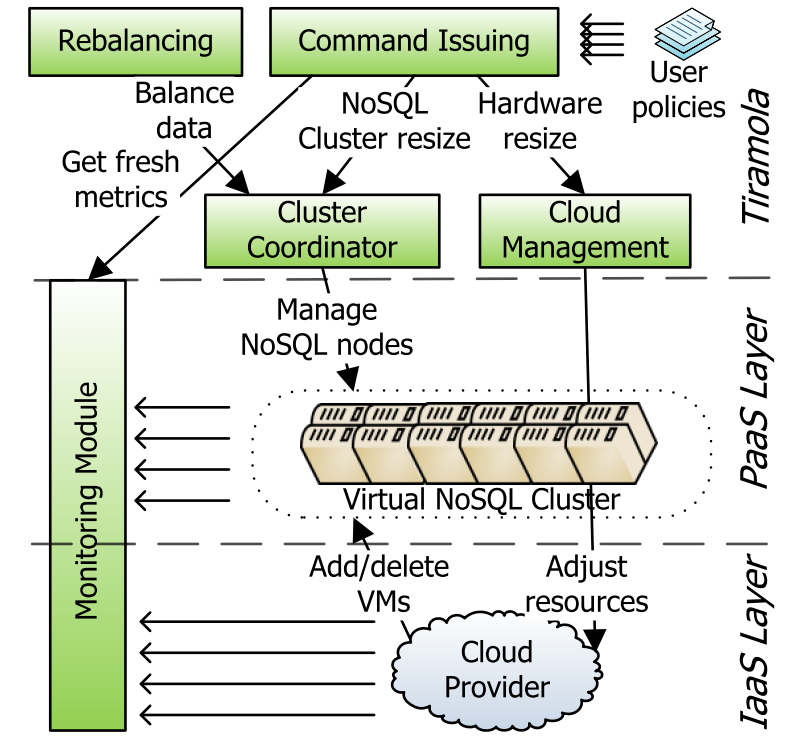 Rebalancing
Command Issuing
User
policies
Balance
data
NoSQL
Cluster resize
Hardware
resize
Get fresh
metrics
Tiramola
Cluster
Coordinator
Cloud
Management
Manage
NoSQL nodes
PaaS Layer
Monitoring Module
Virtual NoSQL Cluster
Add/delete
VMs
Adjust
resources
IaaS Layer
Cloud
Provider